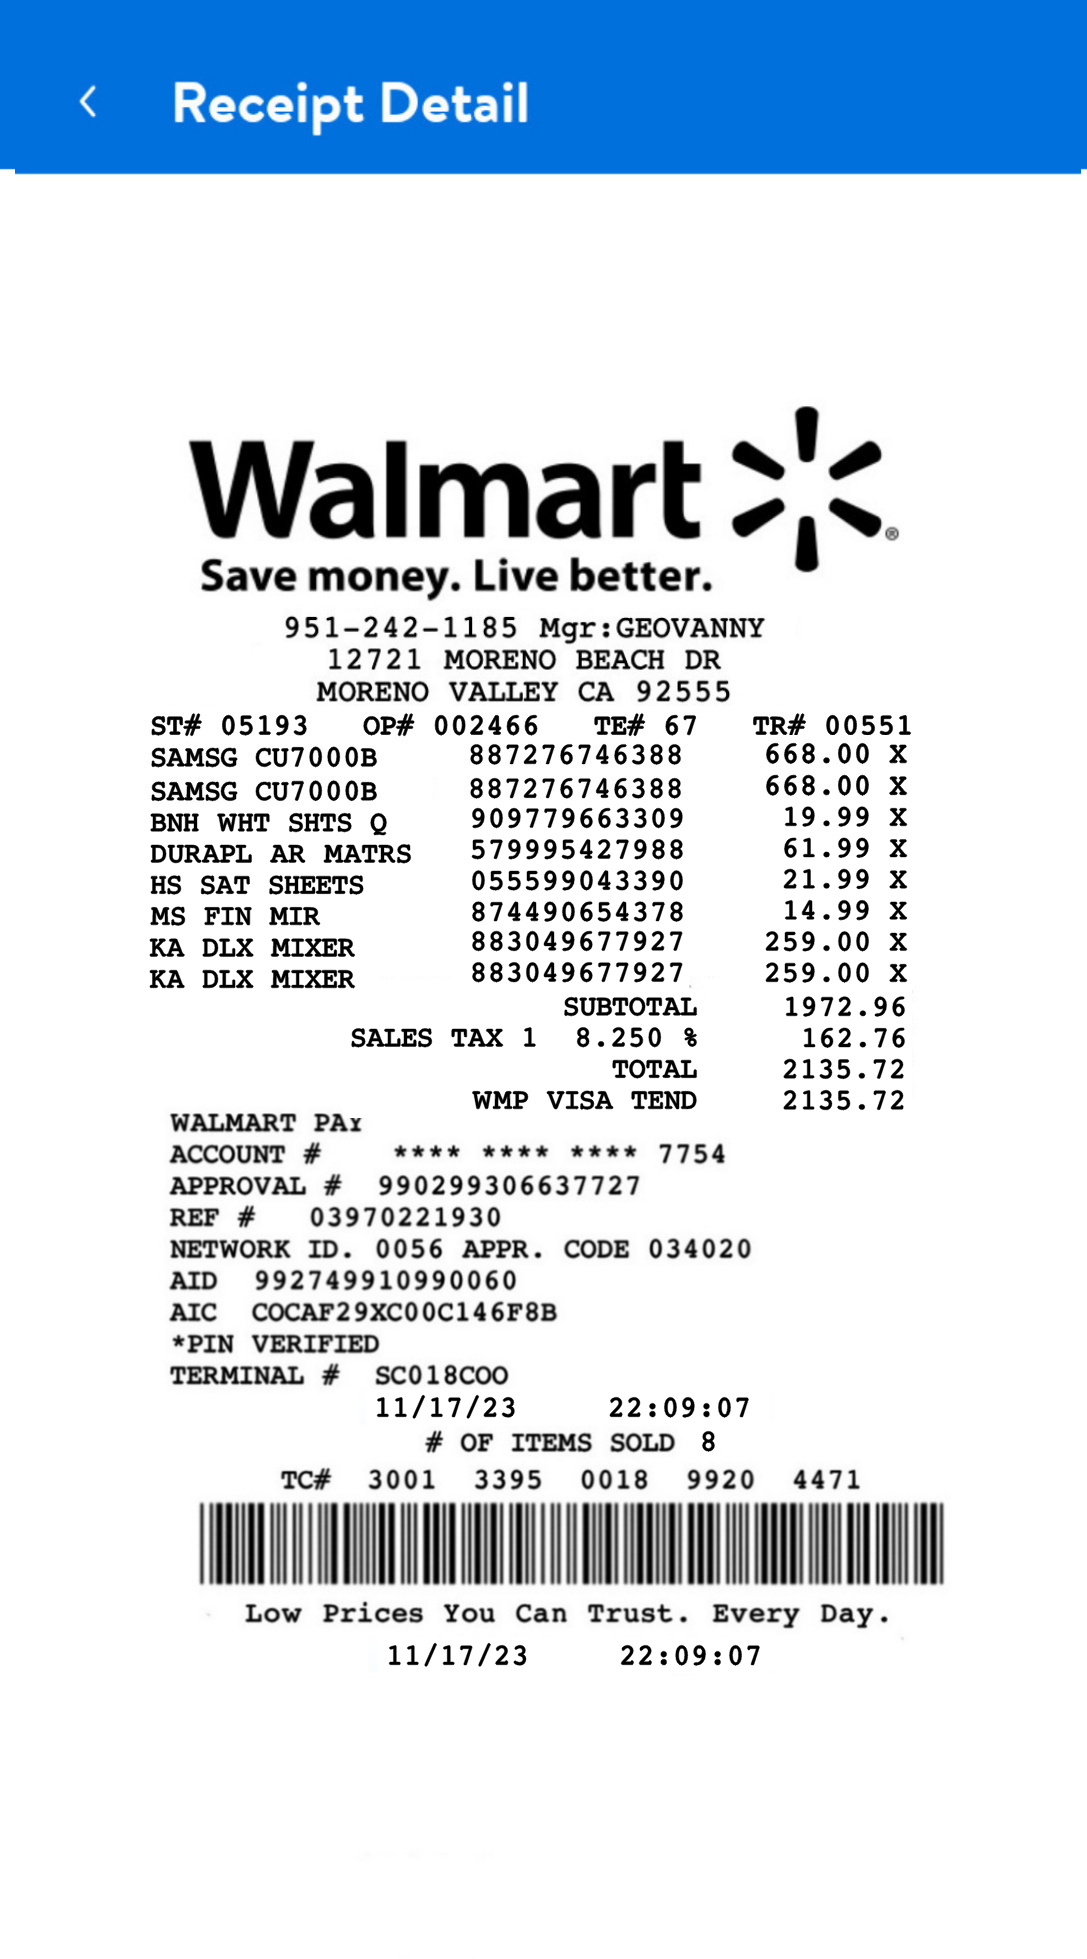 Receipt Detail
Walmart ®
Save money. Live better.
951-242-1185 Mgr:GEOVANNY
12721 MORENO BEACH DR
MORENO VALLEY CA 92555
ST# 05193 OP# 002466 TE# 67 TR# 00551
SAMSG CU7000B 887276746388 668.00 X
SAMSG CU7000B 887276746388 668.00 X
BNH WHT SHTS Q 909779663309 19.99 X
DURAPL AR MATRS 579995427988 61.99 X
HS SAT SHEETS 055599043390 21.99 X
MS FIN MIR 874490654378 14.99 X
KA DLX MIXER 883049677927 259.00 X
KA DLX MIXER 883049677927 259.00 X
SUBTOTAL 1972.96
SALES TAX 1 8.250 % 162.76
TOTAL 2135.72
WMP VISA TEND 2135.72
WALMART PAY
ACCOUNT # **** **** **** 7754
APPROVAL # 990299306637727
REF # 03970221930
NETWORK ID. 0056 APPR. CODE 034020
AID 992749910990060
AIC COCAF29XC00C146F8B
*PIN VERIFIED
TERMINAL # SC018COO
11/17/23 22:09:07
# OF ITEMS SOLD 8
TC# 3001 3395 0018 9920 4471
Low Prices You Can Trust. Every Day.
11/17/23 22:09:07